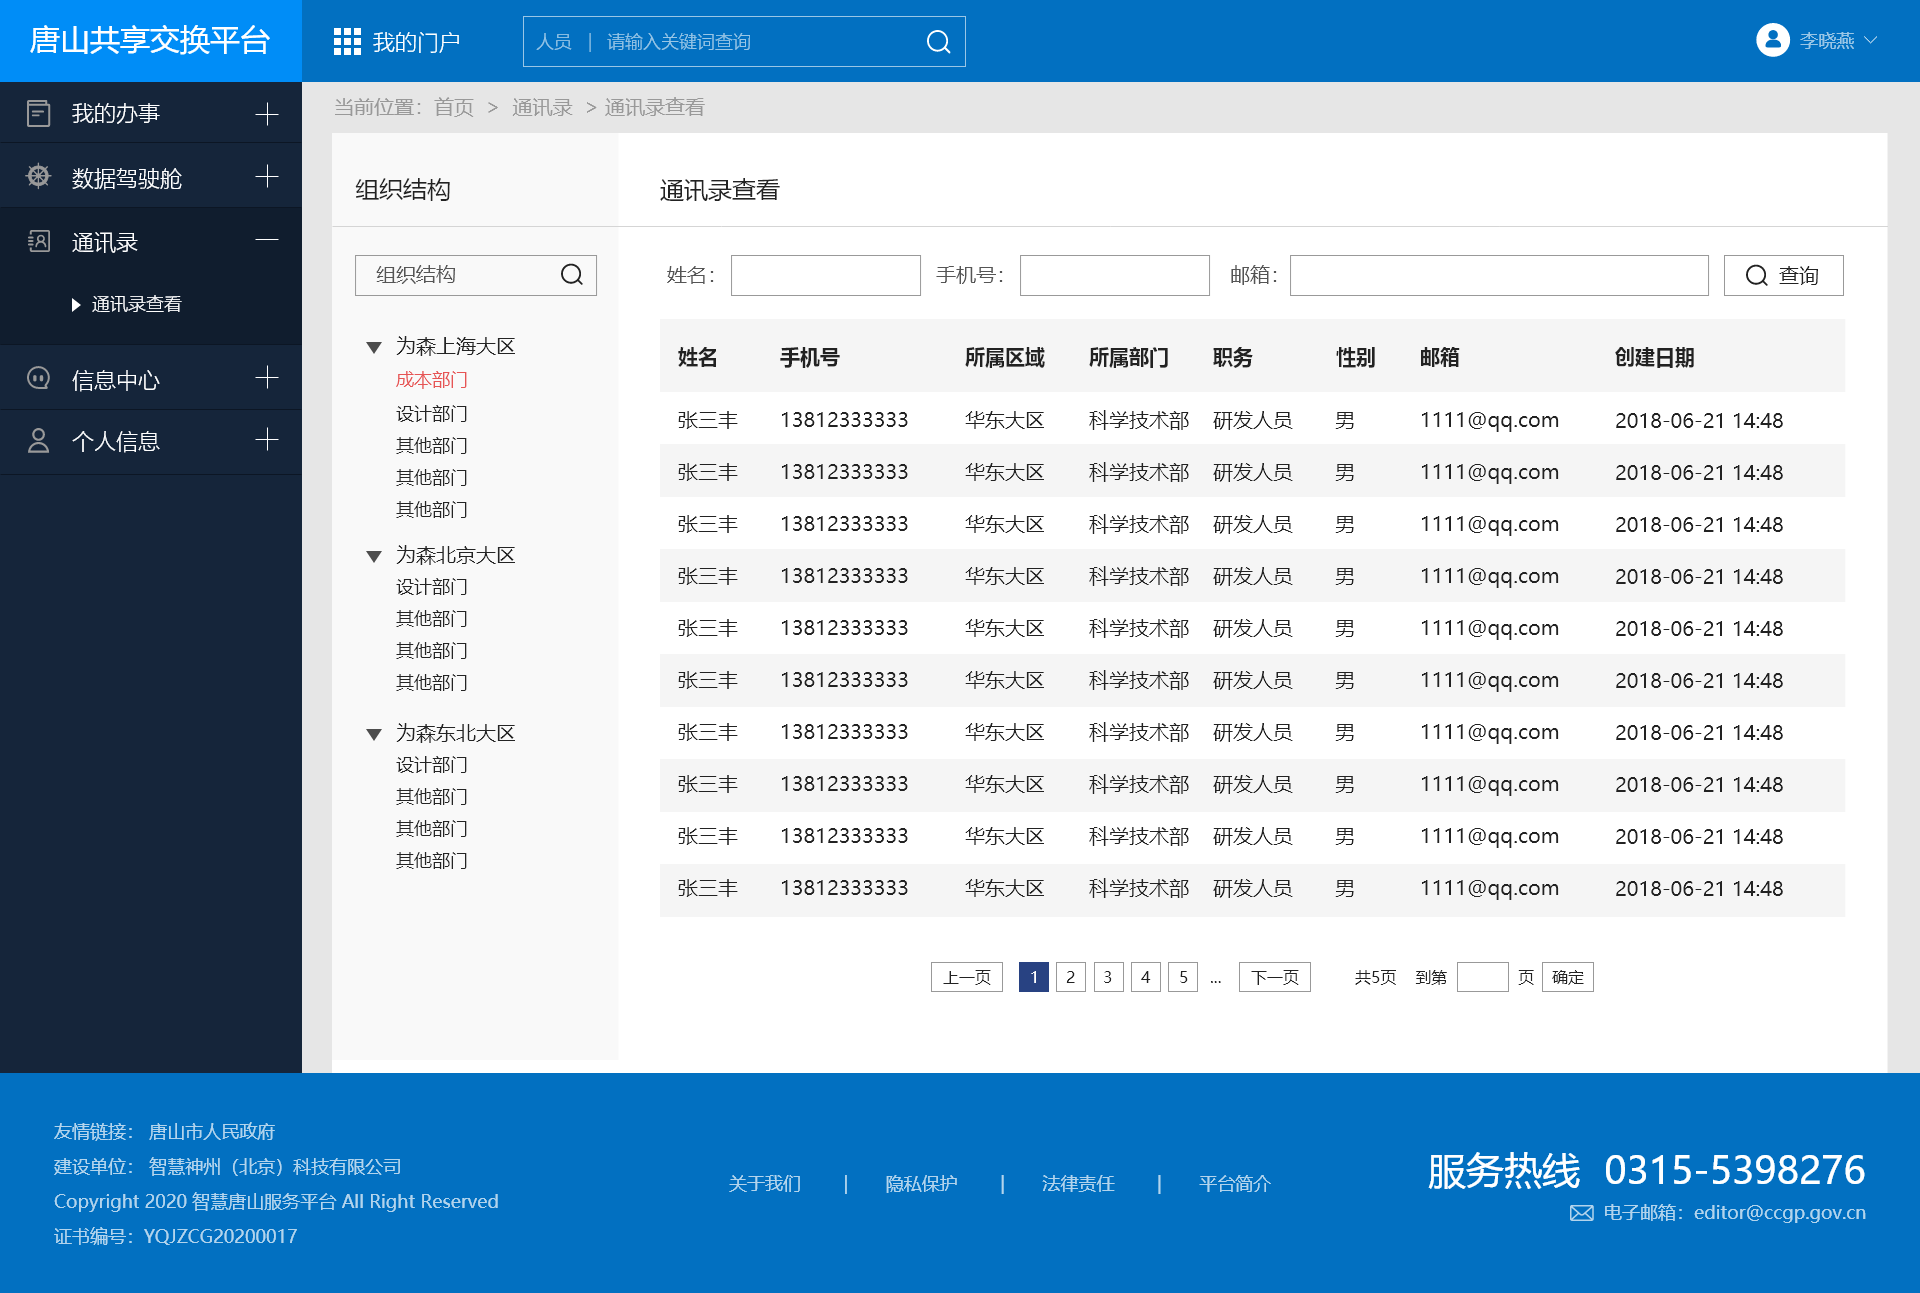 唐山共享交换平台
我的门户
人员 | 请输入关键词查询
李晓燕
我的办事
数据驾驶舱
通讯录
通讯录查看
信息中心
个人信息
当前位置：首页 > 通讯录 > 通讯录查看
组织结构
组织结构
为森上海大区
成本部门
设计部门
其他部门
其他部门
其他部门
为森北京大区
设计部门
其他部门
其他部门
其他部门
为森东北大区
设计部门
其他部门
其他部门
其他部门
通讯录查看
姓名： 手机号： 邮箱： 查询
姓名 手机号 所属区域 所属部门 职务 性别 邮箱 创建日期
张三丰 13812333333 华东大区 科学技术部 研发人员 男 1111@qq.com 2018-06-21 14:48
张三丰 13812333333 华东大区 科学技术部 研发人员 男 1111@qq.com 2018-06-21 14:48
张三丰 13812333333 华东大区 科学技术部 研发人员 男 1111@qq.com 2018-06-21 14:48
张三丰 13812333333 华东大区 科学技术部 研发人员 男 1111@qq.com 2018-06-21 14:48
张三丰 13812333333 华东大区 科学技术部 研发人员 男 1111@qq.com 2018-06-21 14:48
张三丰 13812333333 华东大区 科学技术部 研发人员 男 1111@qq.com 2018-06-21 14:48
张三丰 13812333333 华东大区 科学技术部 研发人员 男 1111@qq.com 2018-06-21 14:48
张三丰 13812333333 华东大区 科学技术部 研发人员 男 1111@qq.com 2018-06-21 14:48
张三丰 13812333333 华东大区 科学技术部 研发人员 男 1111@qq.com 2018-06-21 14:48
张三丰 13812333333 华东大区 科学技术部 研发人员 男 1111@qq.com 2018-06-21 14:48
上一页 1 2 3 4 5 ... 下一页 共5页 到第 页 确定
友情链接： 唐山市人民政府
建设单位： 智慧神州（北京）科技有限公司
Copyright 2020 智慧唐山服务平台 All Right Reserved
证书编号：YQJZCG20200017
关于我们 | 隐私保护 | 法律责任 | 平台简介
服务热线 0315-5398276
电子邮箱：editor@ccgp.gov.cn